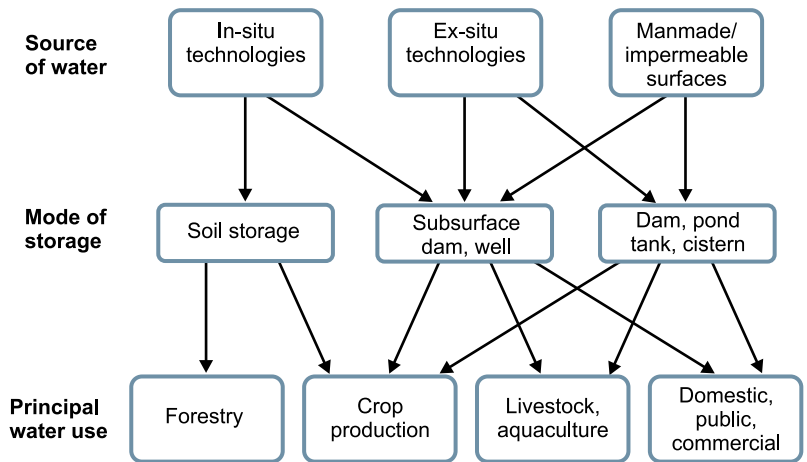 Source
of water
In-situ
technologies
Ex-situ
technologies
Manmade/
impermeable
surfaces
Mode of
storage
Soil storage
Subsurface
dam, well
Dam, pond
tank, cistern
Principal
water use
Forestry
Crop
production
Livestock,
aquaculture
Domestic,
public,
commercial